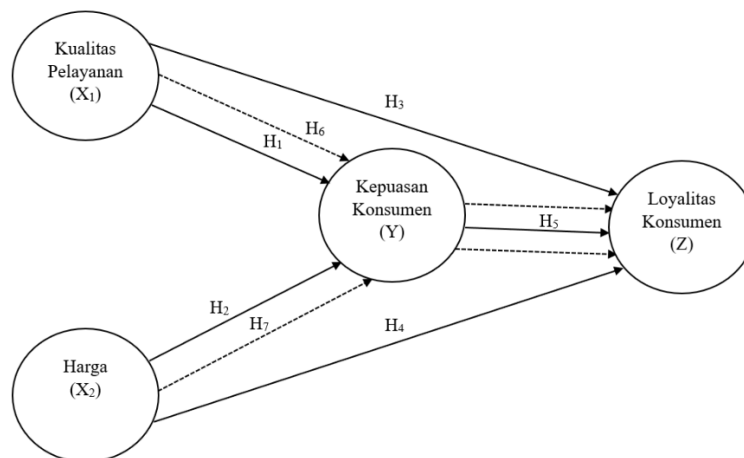 Kualitas
Pelayanan
(X₁)
H₃
H₆
H₁
Kepuasan
Konsumen
(Y)
Loyalitas
Konsumen
(Z)
H₅
H₂
H₇
H₄
Harga
(X₂)